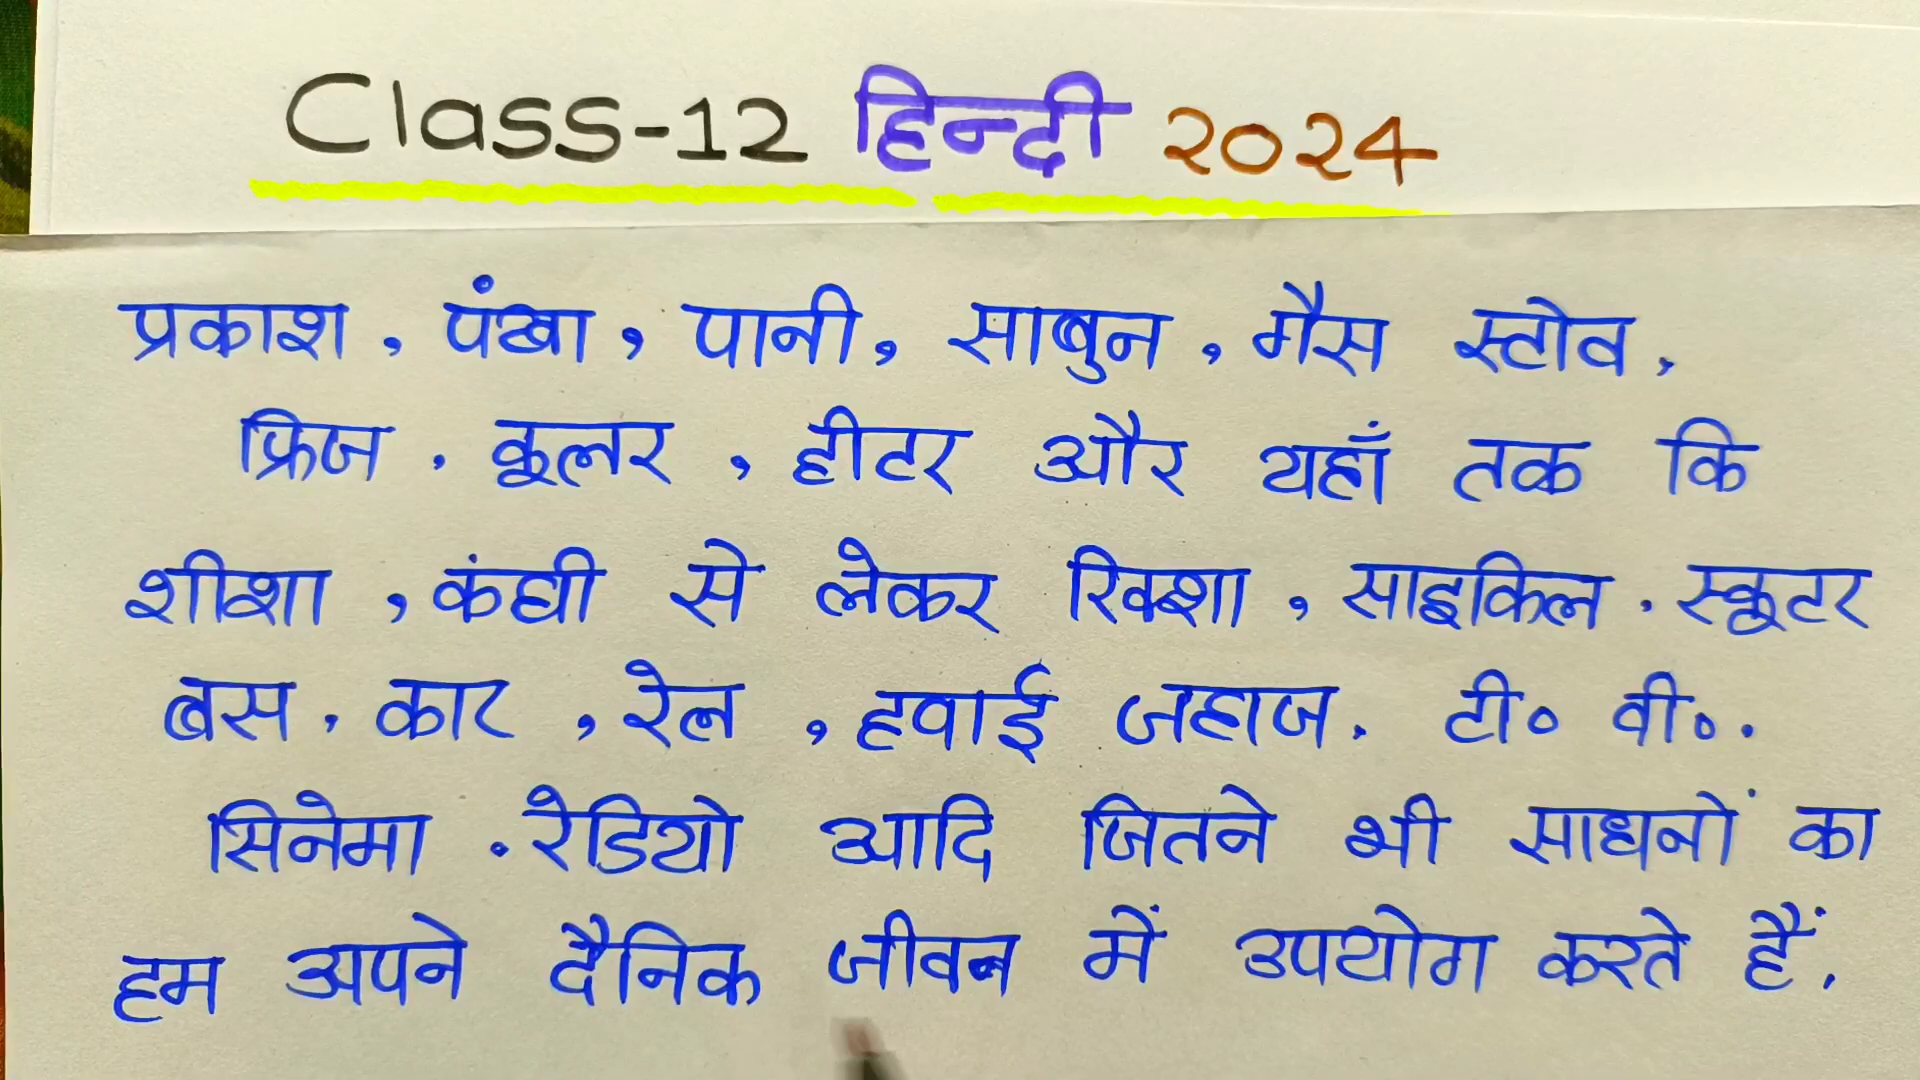 Class-12 हिन्दी 2024
प्रकाश, पंखा, पानी, साबुन, गैस स्टोव,
फ्रिज, कूलर, हीटर और यहाँ तक कि
शीशा, कंघी से लेकर रिक्शा, साइकिल, स्कूटर
बस, कार, रेल, हवाई जहाज, टी० वी०,
सिनेमा, रेडियो आदि जितने भी साधनों का
हम अपने दैनिक जीवन में उपयोग करते हैं,